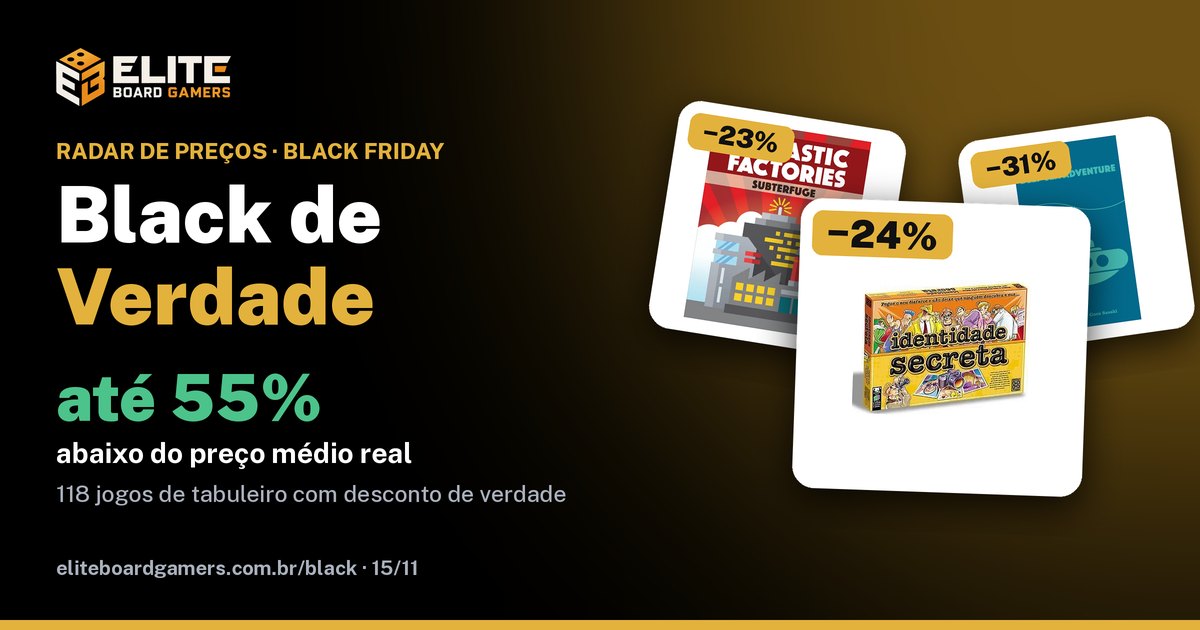 ELITE
BOARD GAMERS
RADAR DE PREÇOS · BLACK FRIDAY
Black de
Verdade
até 55%
abaixo do preço médio real
118 jogos de tabuleiro com desconto de verdade
eliteboardgamers.com.br/black · 15/11
−23%
ASTIC
FACTORIES
SUBTERFUGE
−31%
ADVENTURE
−24%
identidade
secreta